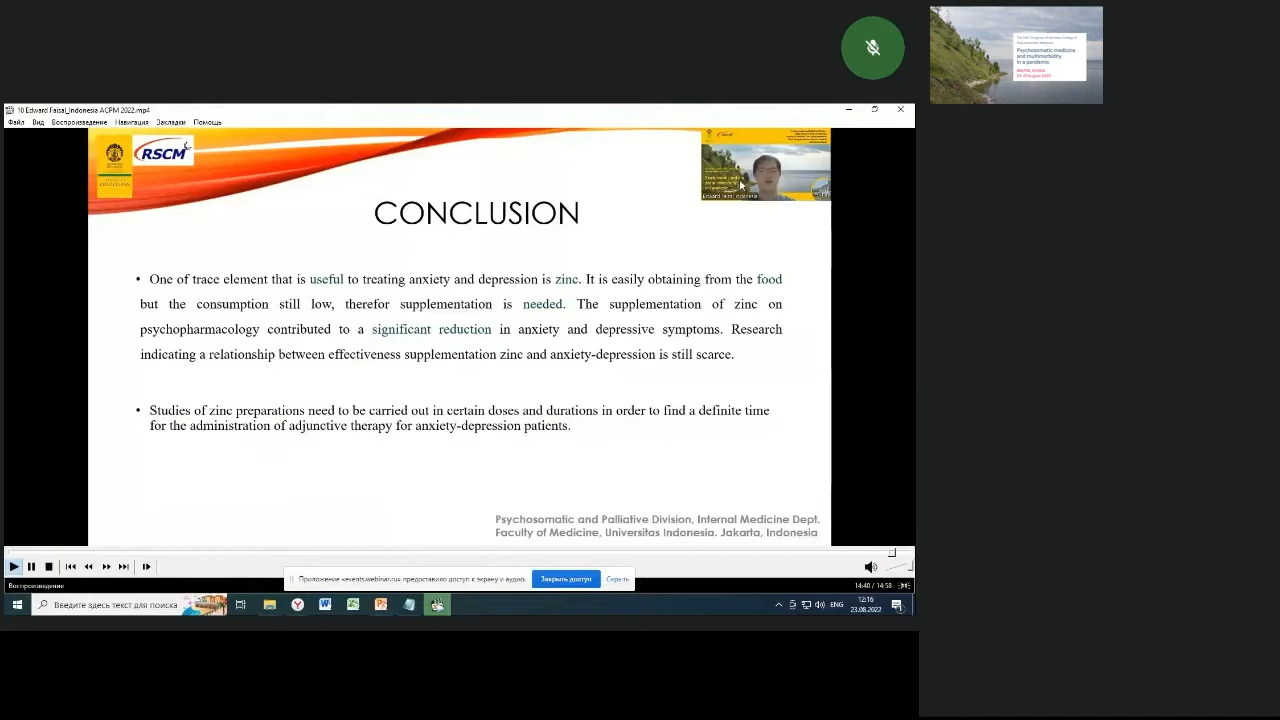 Psychosomatic medicine
and multimorbidity
in a pandemic
10 Edward Faisal_Indonesia ACPM 2022.mp4
Файл Вид Воспроизведение Навигация Закладки Помощь
RSCM
Edward Faisal Indonesia
CONCLUSION
• One of trace element that is useful to treating anxiety and depression is zinc. It is easily obtaining from the food
but the consumption still low, therefor supplementation is needed. The supplementation of zinc on
psychopharmacology contributed to a significant reduction in anxiety and depressive symptoms. Research
indicating a relationship between effectiveness supplementation zinc and anxiety-depression is still scarce.
• Studies of zinc preparations need to be carried out in certain doses and durations in order to find a definite time
for the administration of adjunctive therapy for anxiety-depression patients.
Psychosomatic and Palliative Division, Internal Medicine Dept.
Faculty of Medicine, Universitas Indonesia. Jakarta, Indonesia
Приложение «events.webinar.ru» предоставило доступ к экрану и аудио. Закрыть доступ Скрыть
Воспроизведение 14:40 / 14:58
Введите здесь текст для поиска
ENG
12:16
23.08.2022